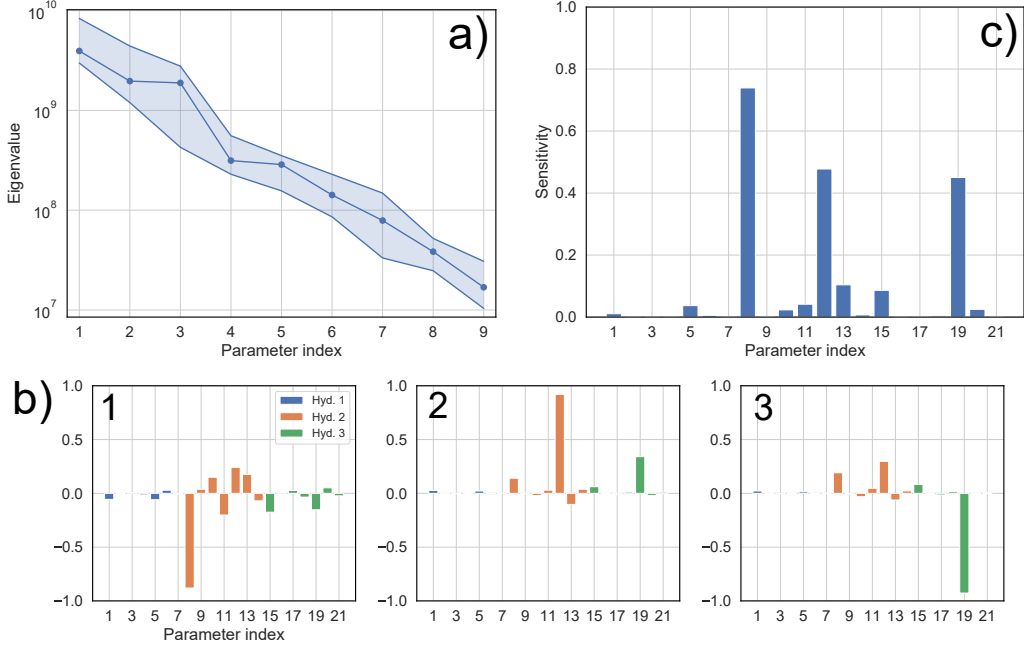 a)
10^10
10^9
10^8
10^7
Eigenvalue
1 2 3 4 5 6 7 8 9
Parameter index
c)
1.0
0.8
0.6
0.4
0.2
0.0
Sensitivity
1 3 5 7 9 11 13 15 17 19 21
Parameter index
b)
1
Hyd. 1
Hyd. 2
Hyd. 3
1.0
0.5
0.0
−0.5
−1.0
1 3 5 7 9 11 13 15 17 19 21
Parameter index
2
1.0
0.5
0.0
−0.5
−1.0
1 3 5 7 9 11 13 15 17 19 21
3
1.0
0.5
0.0
−0.5
−1.0
1 3 5 7 9 11 13 15 17 19 21